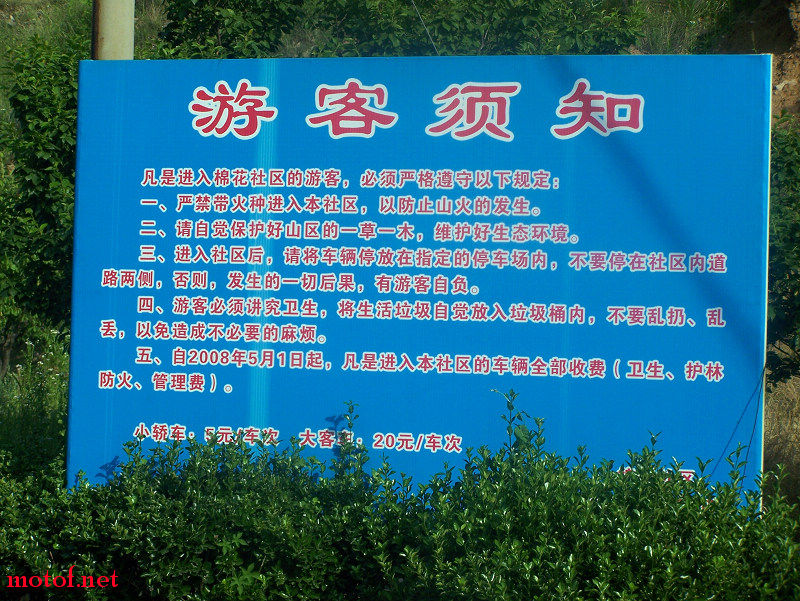 游客须知
凡是进入棉花社区的游客，必须严格遵守以下规定：
一、严禁带火种进入本社区，以防止山火的发生。
二、请自觉保护好山区的一草一木，维护好生态环境。
三、进入社区后，请将车辆停放在指定的停车场内，不要停在社区内道
路两侧，否则，发生的一切后果，有游客自负。
四、游客必须讲究卫生，将生活垃圾自觉放入垃圾桶内，不要乱扔、乱
丢，以免造成不必要的麻烦。
五、自2008年5月1日起，凡是进入本社区的车辆全部收费（卫生、护林
防火、管理费）。
小轿车：5元/车次 大客车：20元/车次
区
motof.net